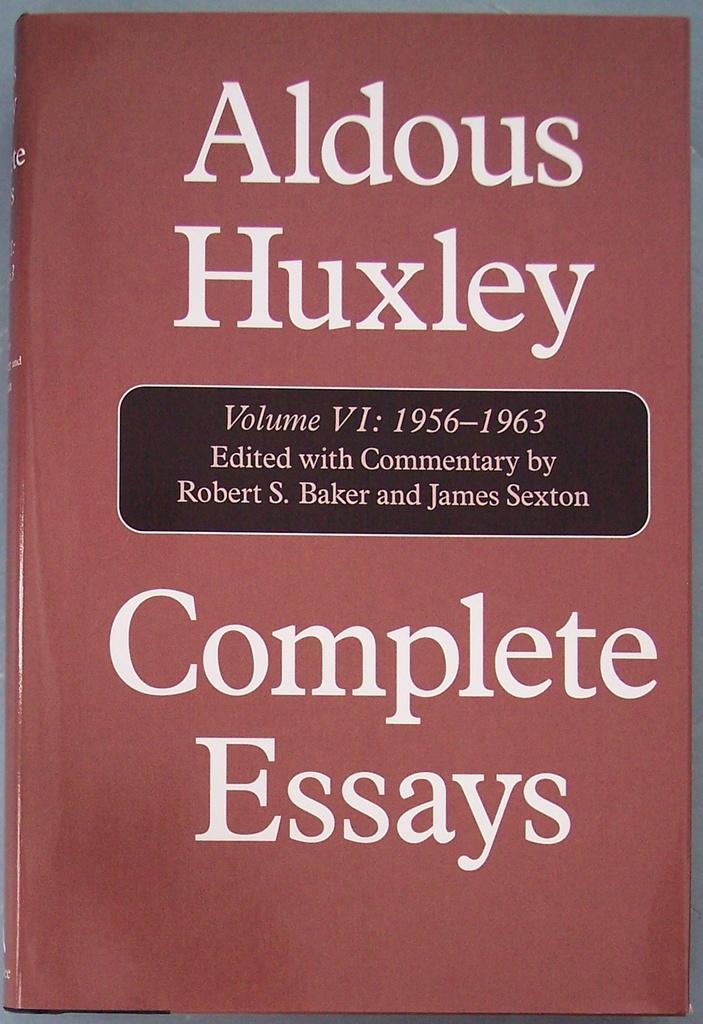 Aldous
Huxley
Volume VI: 1956–1963
Edited with Commentary by
Robert S. Baker and James Sexton
Complete
Essays